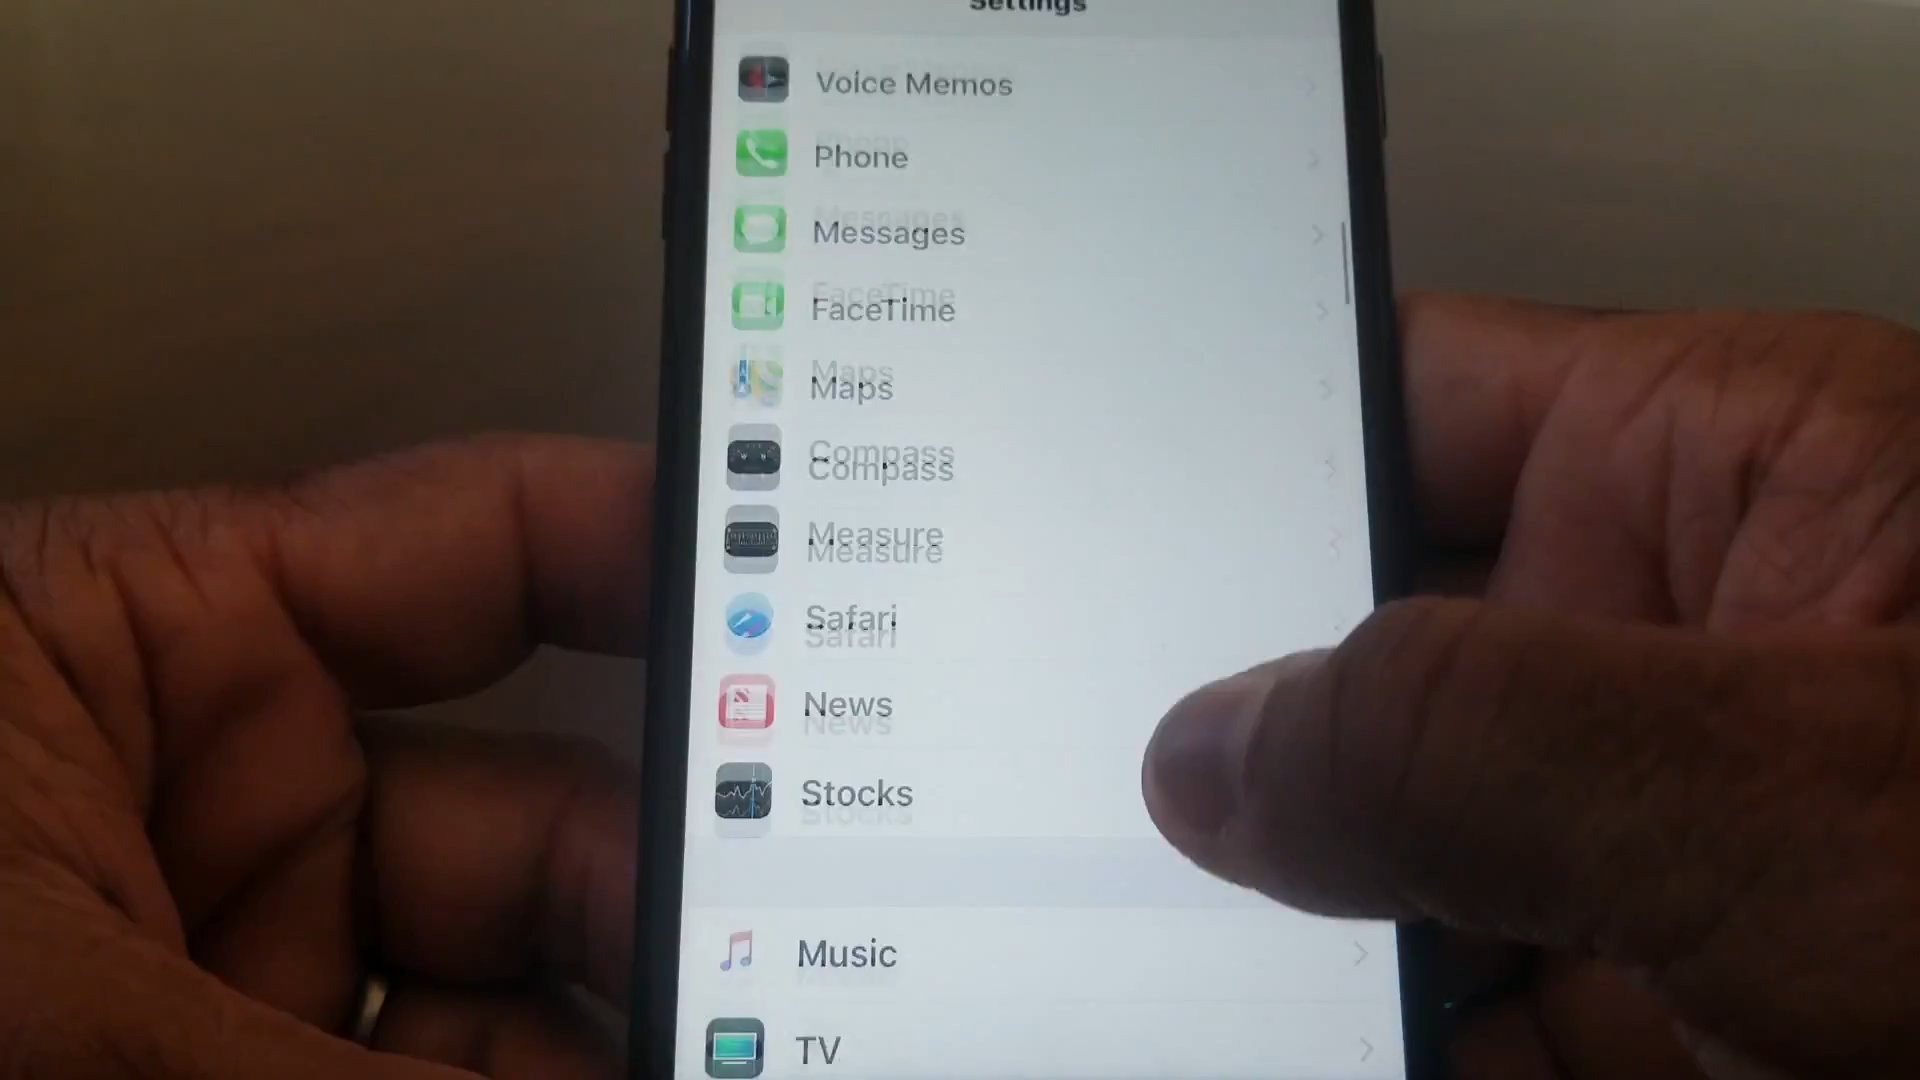 Settings
Voice Memos
Phone
Messages
FaceTime
Maps
Compass
Measure
Safari
News
Stocks
Music
TV